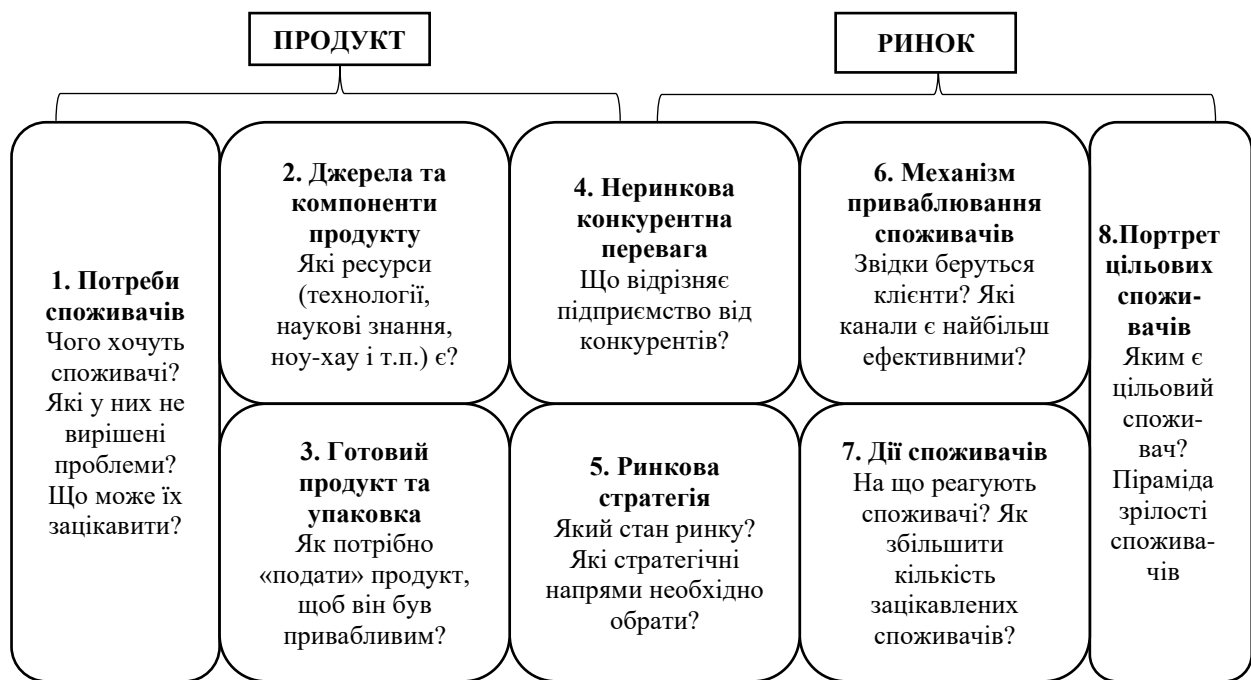 ПРОДУКТ
РИНОК
1. Потреби
споживачів
Чого хочуть
споживачі?
Які у них не
вирішені
проблеми?
Що може їх
зацікавити?
2. Джерела та
компоненти
продукту
Які ресурси
(технології,
наукові знання,
ноу-хау і т.п.) є?
3. Готовий
продукт та
упаковка
Як потрібно
«подати» продукт,
щоб він був
привабливим?
4. Неринкова
конкурентна
перевага
Що відрізняє
підприємство від
конкурентів?
5. Ринкова
стратегія
Який стан ринку?
Які стратегічні
напрями необхідно
обрати?
6. Механізм
приваблювання
споживачів
Звідки беруться
клієнти? Які
канали є найбільш
ефективними?
7. Дії споживачів
На що реагують
споживачі? Як
збільшити
кількість
зацікавлених
споживачів?
8.Портрет
цільових
спожи-
вачів
Яким є
цільовий
спожи-
вач?
Піраміда
зрілості
спожива-
чів